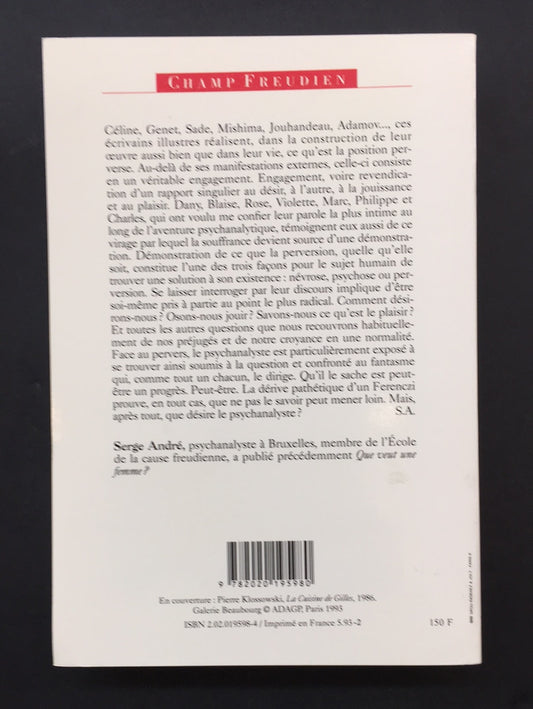 CHAMP FREUDIEN
Céline, Genet, Sade, Mishima, Jouhandeau, Adamov..., ces
écrivains illustres réalisent, dans la construction de leur
œuvre aussi bien que dans leur vie, ce qu'est la position per-
verse. Au-delà de ses manifestations externes, celle-ci consiste
en un véritable engagement. Engagement, voire revendica-
tion d'un rapport singulier au désir, à l'autre, à la jouissance
et au plaisir. Dany, Blaise, Rose, Violette, Marc, Philippe et
Charles, qui ont voulu me confier leur parole la plus intime au
long de l'aventure psychanalytique, témoignent eux aussi de ce
virage par lequel la souffrance devient source d'une démonstra-
tion. Démonstration de ce que la perversion, quelle qu'elle
soit, constitue l'une des trois façons pour le sujet humain de
trouver une solution à son existence : névrose, psychose ou per-
version. Se laisser interroger par leur discours implique d'être
soi-même pris à partie au point le plus radical. Comment dési-
rons-nous ? Osons-nous jouir ? Savons-nous ce qu'est le plaisir ?
Et toutes les autres questions que nous recouvrons habituelle-
ment de nos préjugés et de notre croyance en une normalité.
Face au pervers, le psychanalyste est particulièrement exposé à
se trouver ainsi soumis à la question et confronté au fantasme
qui, comme tout un chacun, le dirige. Qu'il le sache est peut-
être un progrès. Peut-être. La dérive pathétique d'un Ferenczi
prouve, en tout cas, que ne pas le savoir peut mener loin. Mais,
après tout, que désire le psychanalyste ? S.A.
Serge André, psychanalyste à Bruxelles, membre de l'École
de la cause freudienne, a publié précédemment Que veut une
femme ?
9 782020 195980
En couverture : Pierre Klossowski, La Cuisine de Gilles, 1986.
Galerie Beaubourg © ADAGP, Paris 1993
ISBN 2.02.019598-4 / Imprimé en France 5.93-2
150 F